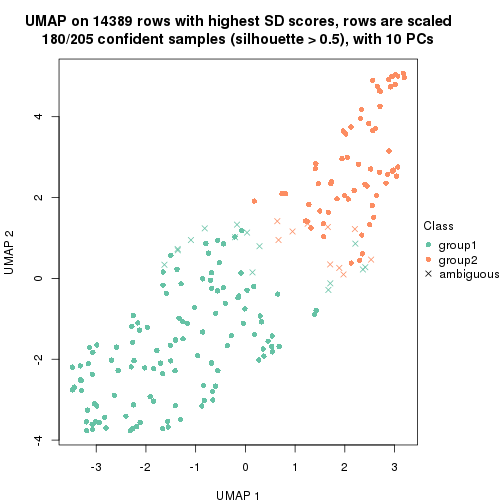 UMAP on 14389 rows with highest SD scores, rows are scaled
180/205 confident samples (silhouette > 0.5), with 10 PCs
4
2
0
-2
-4
UMAP 2
-3
-2
-1
0
1
2
3
UMAP 1
Class
group1
group2
ambiguous